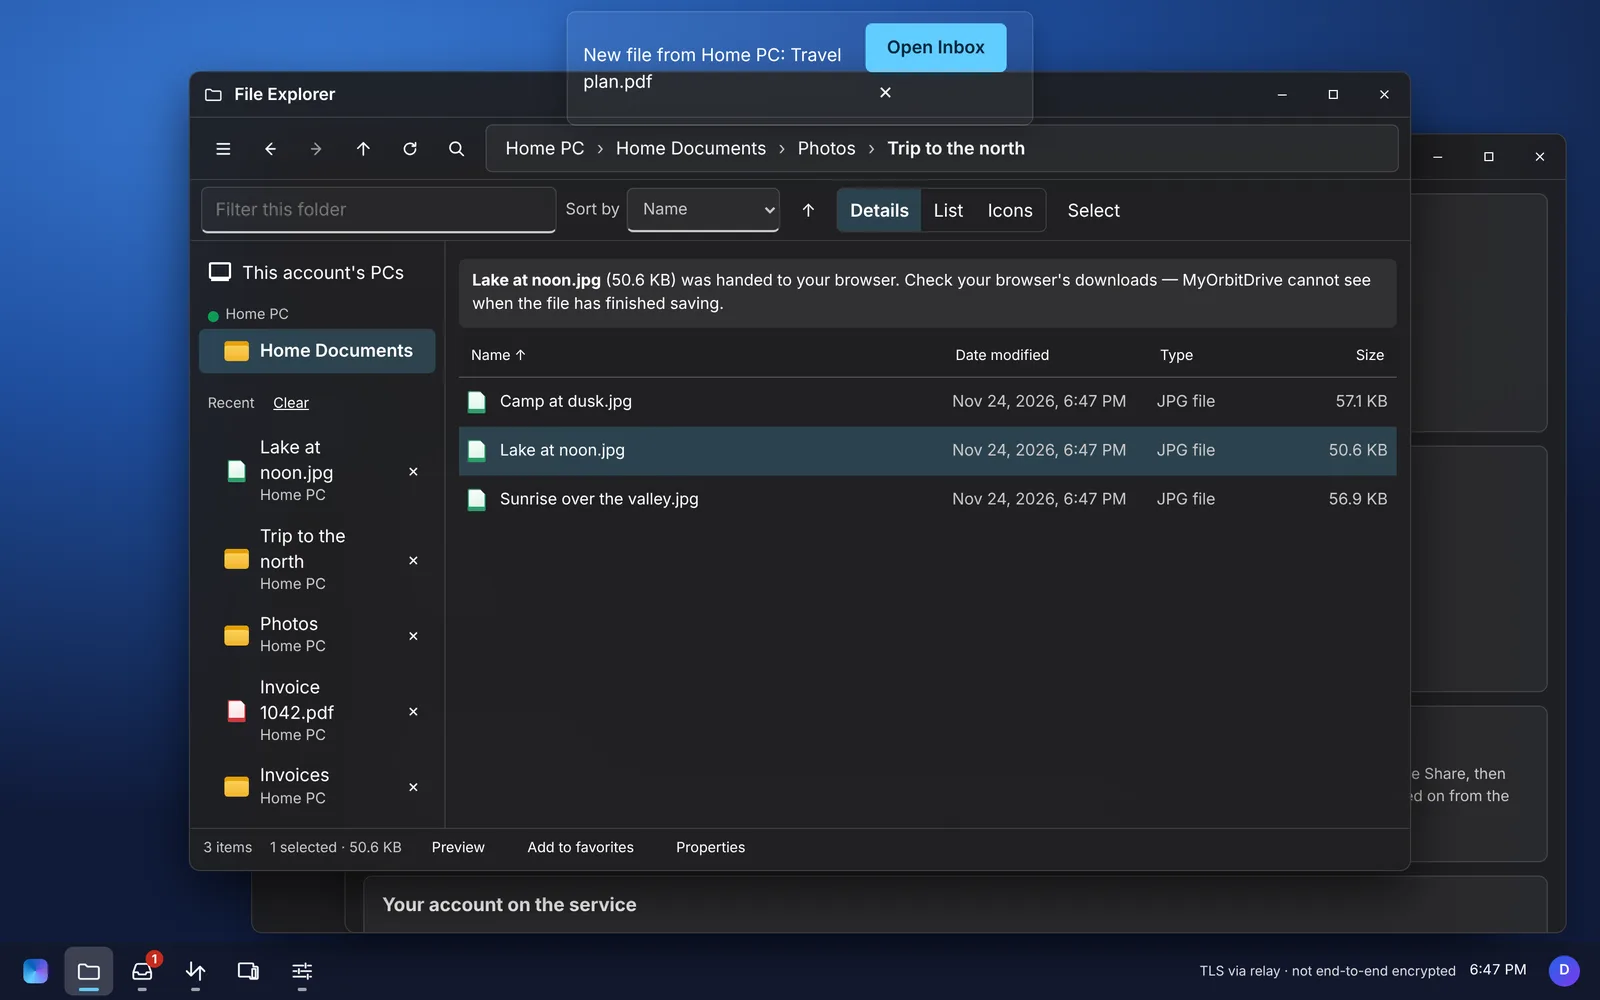 New file from Home PC: Travel
plan.pdf
Open Inbox
File Explorer
Home PC › Home Documents › Photos › Trip to the north
Filter this folder
Sort by
Name
Details
List
Icons
Select
This account's PCs
Home PC
Home Documents
Recent
Clear
Lake at
noon.jpg
Home PC
Trip to the
north
Home PC
Photos
Home PC
Invoice
1042.pdf
Home PC
Invoices
Home PC
Lake at noon.jpg (50.6 KB) was handed to your browser. Check your browser's downloads — MyOrbitDrive cannot see
when the file has finished saving.
Name ↑ Date modified Type Size
Camp at dusk.jpg Nov 24, 2026, 6:47 PM JPG file 57.1 KB
Lake at noon.jpg Nov 24, 2026, 6:47 PM JPG file 50.6 KB
Sunrise over the valley.jpg Nov 24, 2026, 6:47 PM JPG file 56.9 KB
3 items 1 selected · 50.6 KB Preview Add to favorites Properties
e Share, then
ed on from the
Your account on the service
1
TLS via relay · not end-to-end encrypted 6:47 PM D